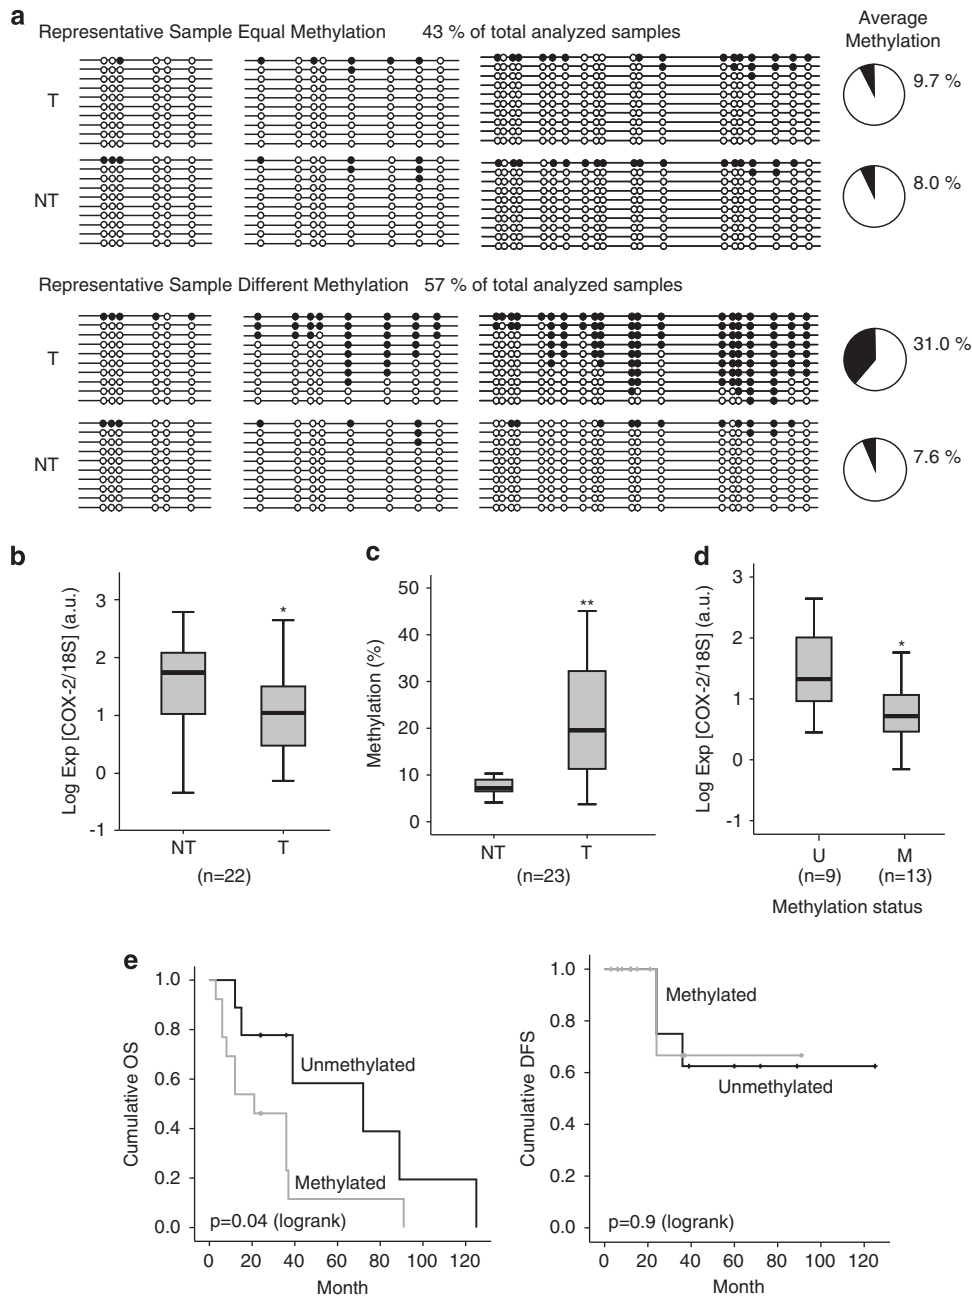 a
Representative Sample Equal Methylation 43 % of total analyzed samples
Average
Methylation
T
9.7 %
NT
8.0 %
Representative Sample Different Methylation 57 % of total analyzed samples
T
31.0 %
NT
7.6 %
b
Log Exp [COX-2/18S] (a.u.)
3
2
1
0
-1
*
NT T
(n=22)
c
Methylation (%)
50
40
30
20
10
0
**
NT T
(n=23)
d
Log Exp [COX-2/18S] (a.u.)
3
2
1
0
-1
*
U M
(n=9) (n=13)
Methylation status
e
Cumulative OS
1.0
0.8
0.6
0.4
0.2
0.0
Unmethylated
Methylated
p=0.04 (logrank)
0 20 40 60 80 100 120
Month
Cumulative DFS
1.0
0.8
0.6
0.4
0.2
0.0
Methylated
Unmethylated
p=0.9 (logrank)
0 20 40 60 80 100 120
Month